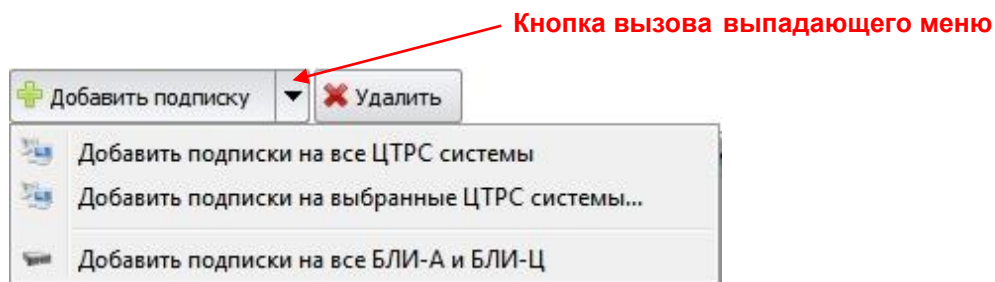 Кнопка вызова выпадающего меню
Добавить подписку Удалить
Добавить подписки на все ЦТРС системы
Добавить подписки на выбранные ЦТРС системы...
Добавить подписки на все БЛИ-А и БЛИ-Ц